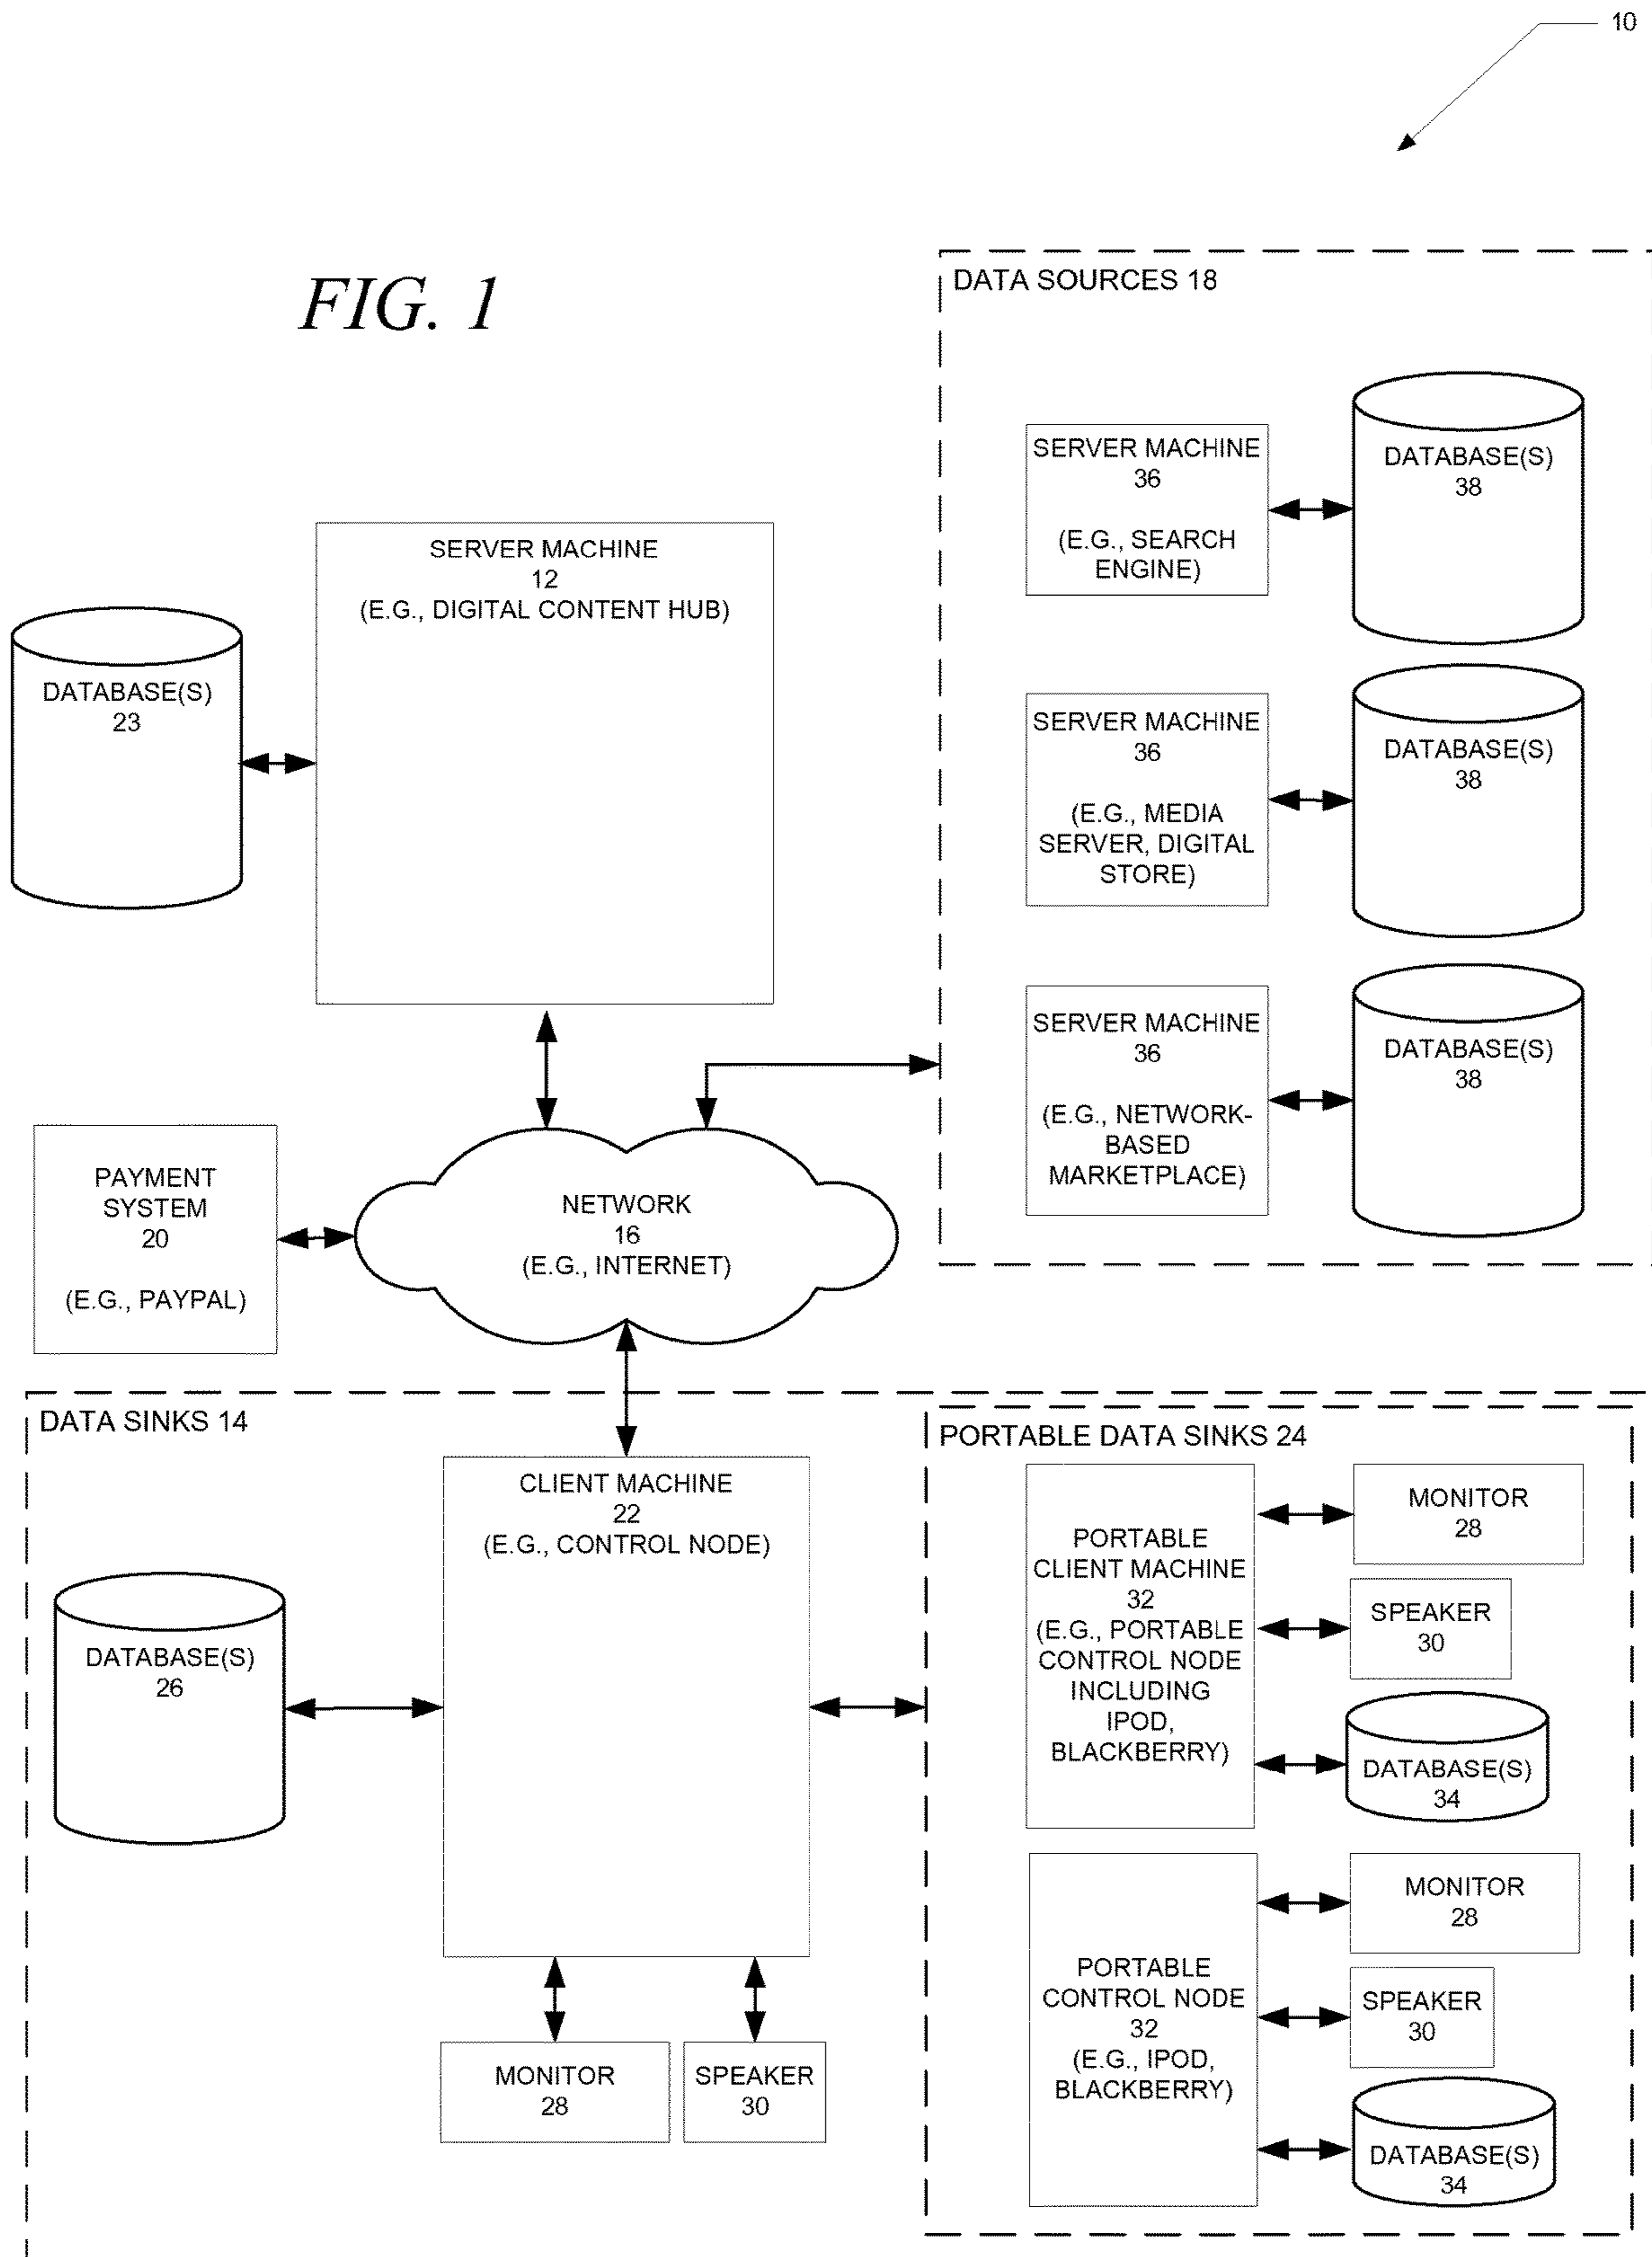 10
FIG. 1
DATA SOURCES 18
SERVER MACHINE
36
(E.G., SEARCH
ENGINE)
DATABASE(S)
38
SERVER MACHINE
12
(E.G., DIGITAL CONTENT HUB)
DATABASE(S)
23
SERVER MACHINE
36
(E.G., MEDIA
SERVER, DIGITAL
STORE)
DATABASE(S)
38
SERVER MACHINE
36
(E.G., NETWORK-
BASED
MARKETPLACE)
DATABASE(S)
38
PAYMENT
SYSTEM
20
(E.G., PAYPAL)
NETWORK
16
(E.G., INTERNET)
DATA SINKS 14
CLIENT MACHINE
22
(E.G., CONTROL NODE)
DATABASE(S)
26
MONITOR
28
SPEAKER
30
PORTABLE DATA SINKS 24
PORTABLE
CLIENT MACHINE
32
(E.G., PORTABLE
CONTROL NODE
INCLUDING
IPOD,
BLACKBERRY)
MONITOR
28
SPEAKER
30
DATABASE(S)
34
PORTABLE
CONTROL NODE
32
(E.G., IPOD,
BLACKBERRY)
MONITOR
28
SPEAKER
30
DATABASE(S)
34